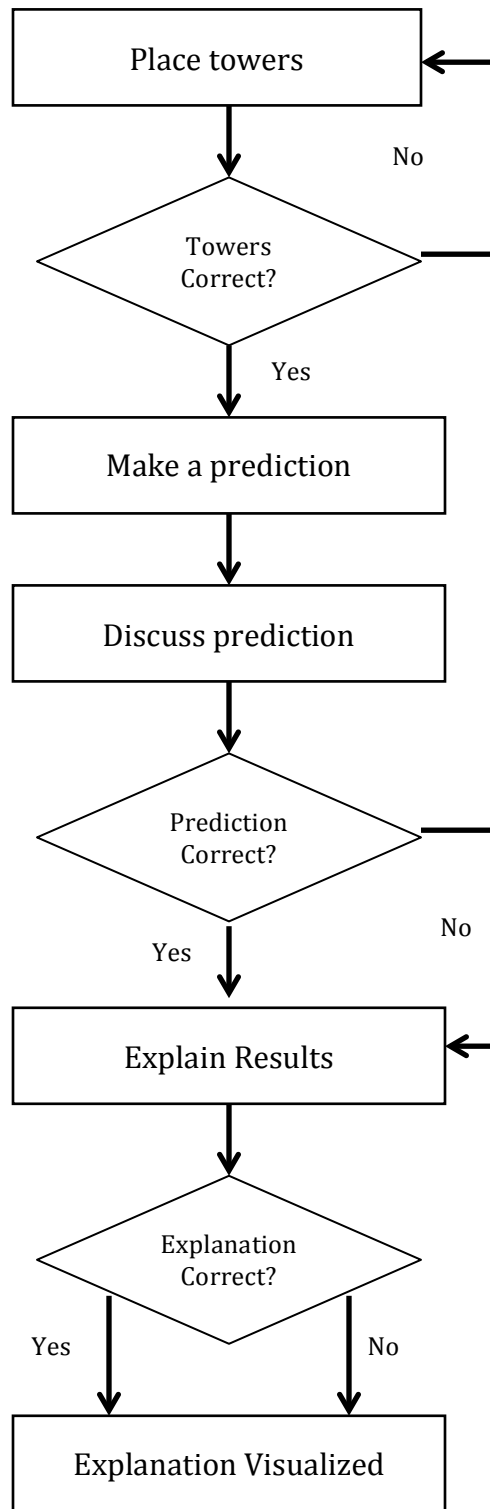 Place towers
No
Towers
Correct?
Yes
Make a prediction
Discuss prediction
Prediction
Correct?
No
Yes
Explain Results
Explanation
Correct?
Yes
No
Explanation Visualized